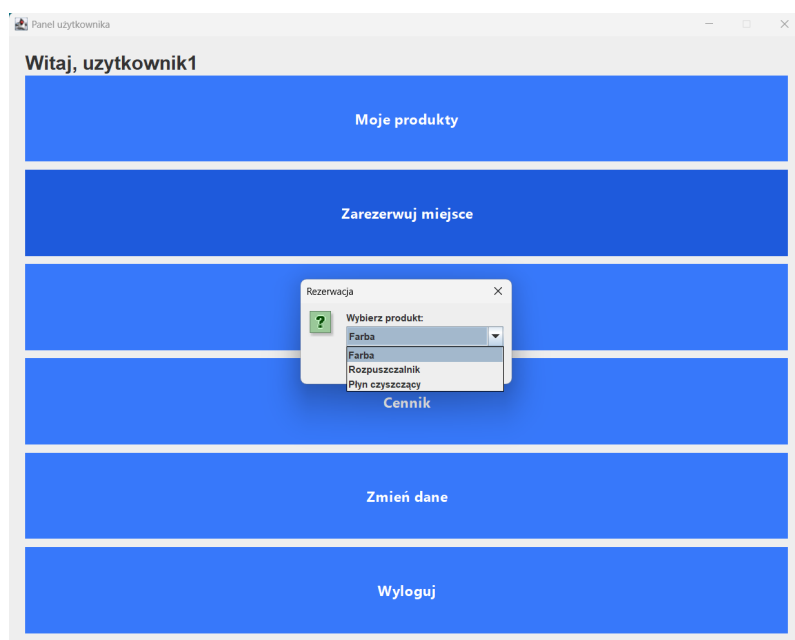 Panel użytkownika
Witaj, uzytkownik1
Moje produkty
Zarezerwuj miejsce
Rezerwacja
?
Wybierz produkt:
Farba
Farba
Rozpuszczalnik
Płyn czyszczący
Cennik
Zmień dane
Wyloguj